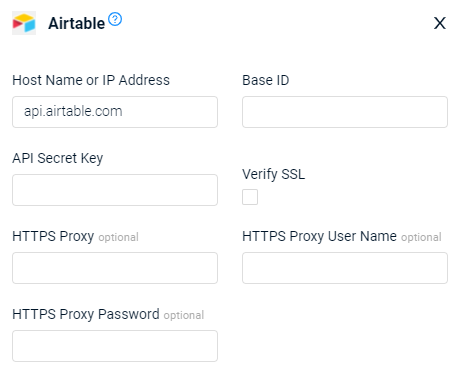 Airtable ?
X
Host Name or IP Address
Base ID
api.airtable.com
API Secret Key
Verify SSL
HTTPS Proxy optional
HTTPS Proxy User Name optional
HTTPS Proxy Password optional